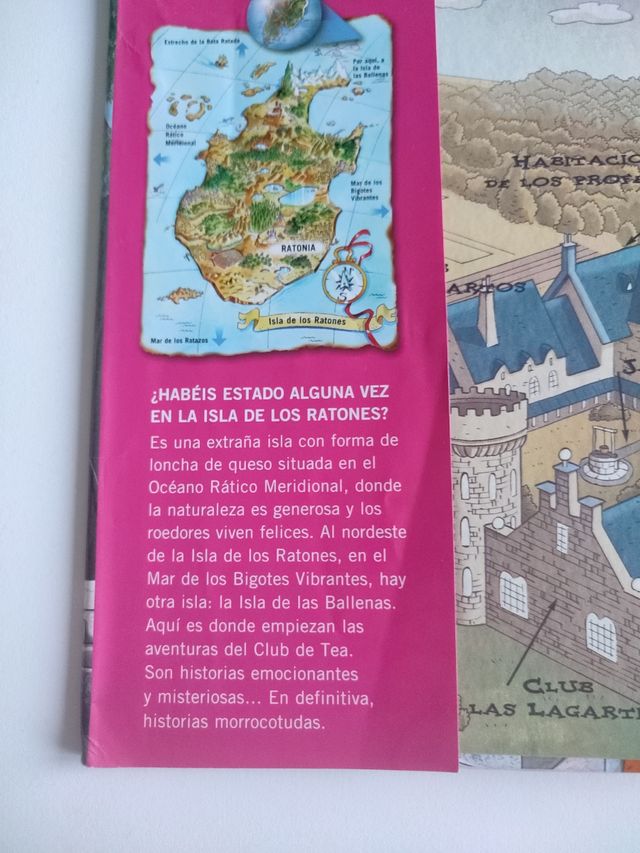 Estrecho de la Rata Ratada
Por aquí, a
la Isla de
las Ballenas
Océano
Rático
Meridional
Mar de los
Bigotes
Vibrantes
RATONIA
S
Isla de los Ratones
Mar de los Ratazos
¿HABÉIS ESTADO ALGUNA VEZ
EN LA ISLA DE LOS RATONES?
Es una extraña isla con forma de
loncha de queso situada en el
Océano Rático Meridional, donde
la naturaleza es generosa y los
roedores viven felices. Al nordeste
de la Isla de los Ratones, en el
Mar de los Bigotes Vibrantes, hay
otra isla: la Isla de las Ballenas.
Aquí es donde empiezan las
aventuras del Club de Tea.
Son historias emocionantes
y misteriosas... En definitiva,
historias morrocotudas.
HABITACIO
DE LOS PROFE
ARTOS
CLUB
LAS LAGART